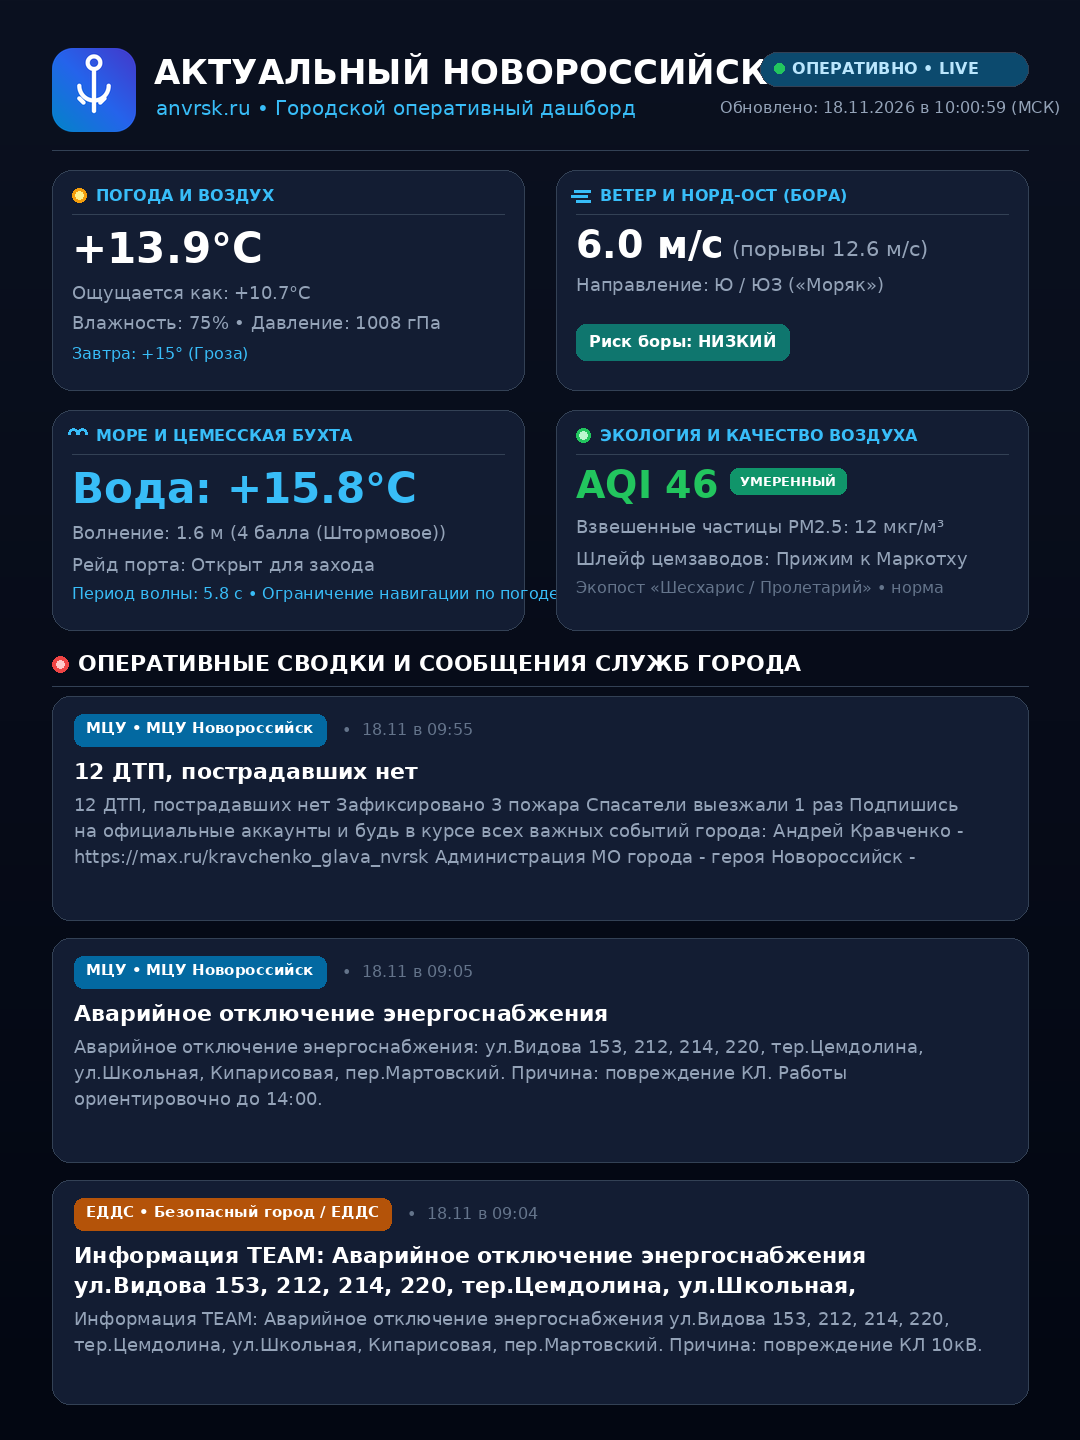 АКТУАЛЬНЫЙ НОВОРОССИЙСК
ОПЕРАТИВНО • LIVE
anvrsk.ru • Городской оперативный дашборд
Обновлено: 18.11.2026 в 10:00:59 (МСК)
ПОГОДА И ВОЗДУХ
+13.9°C
Ощущается как: +10.7°C
Влажность: 75% • Давление: 1008 гПа
Завтра: +15° (Гроза)
ВЕТЕР И НОРД-ОСТ (БОРА)
6.0 м/с (порывы 12.6 м/с)
Направление: Ю / ЮЗ («Моряк»)
Риск боры: НИЗКИЙ
МОРЕ И ЦЕМЕССКАЯ БУХТА
Вода: +15.8°C
Волнение: 1.6 м (4 балла (Штормовое))
Рейд порта: Открыт для захода
Период волны: 5.8 с • Ограничение навигации по погоде
ЭКОЛОГИЯ И КАЧЕСТВО ВОЗДУХА
AQI 46 УМЕРЕННЫЙ
Взвешенные частицы PM2.5: 12 мкг/м³
Шлейф цемзаводов: Прижим к Маркотху
Экопост «Шесхарис / Пролетарий» • норма
ОПЕРАТИВНЫЕ СВОДКИ И СООБЩЕНИЯ СЛУЖБ ГОРОДА
МЦУ • МЦУ Новороссийск • 18.11 в 09:55
12 ДТП, пострадавших нет
12 ДТП, пострадавших нет Зафиксировано 3 пожара Спасатели выезжали 1 раз Подпишись
на официальные аккаунты и будь в курсе всех важных событий города: Андрей Кравченко -
https://max.ru/kravchenko_glava_nvrsk Администрация МО города - героя Новороссийск -
МЦУ • МЦУ Новороссийск • 18.11 в 09:05
Аварийное отключение энергоснабжения
Аварийное отключение энергоснабжения: ул.Видова 153, 212, 214, 220, тер.Цемдолина,
ул.Школьная, Кипарисовая, пер.Мартовский. Причина: повреждение КЛ. Работы
ориентировочно до 14:00.
ЕДДС • Безопасный город / ЕДДС • 18.11 в 09:04
Информация TEAM: Аварийное отключение энергоснабжения
ул.Видова 153, 212, 214, 220, тер.Цемдолина, ул.Школьная,
Информация TEAM: Аварийное отключение энергоснабжения ул.Видова 153, 212, 214, 220,
тер.Цемдолина, ул.Школьная, Кипарисовая, пер.Мартовский. Причина: повреждение КЛ 10кВ.